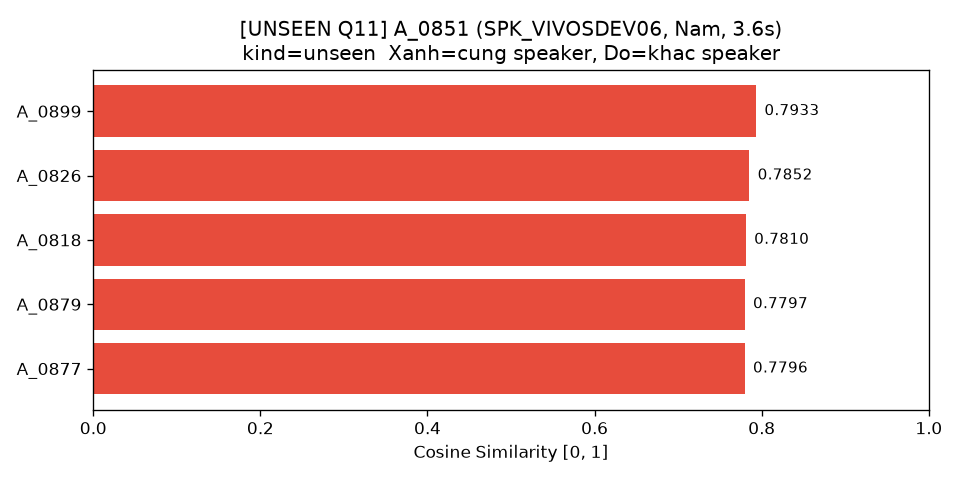 [UNSEEN Q11] A_0851 (SPK_VIVOSDEV06, Nam, 3.6s)
kind=unseen  Xanh=cung speaker, Do=khac speaker
A_0899 0.7933
A_0826 0.7852
A_0818 0.7810
A_0879 0.7797
A_0877 0.7796
0.0 0.2 0.4 0.6 0.8 1.0
Cosine Similarity [0, 1]